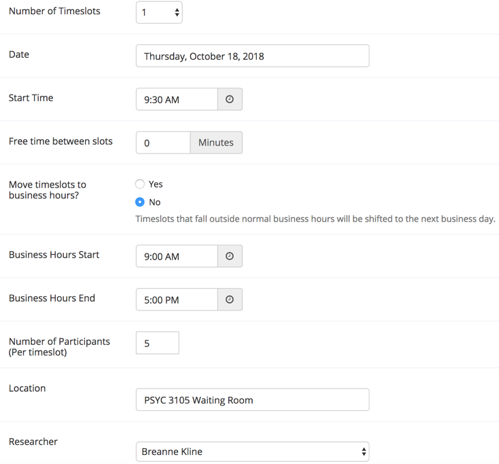 Number of Timeslots
1
Date
Thursday, October 18, 2018
Start Time
9:30 AM
Free time between slots
0 Minutes
Move timeslots to
business hours?
Yes
No
Timeslots that fall outside normal business hours will be shifted to the next business day.
Business Hours Start
9:00 AM
Business Hours End
5:00 PM
Number of Participants
(Per timeslot)
5
Location
PSYC 3105 Waiting Room
Researcher
Breanne Kline